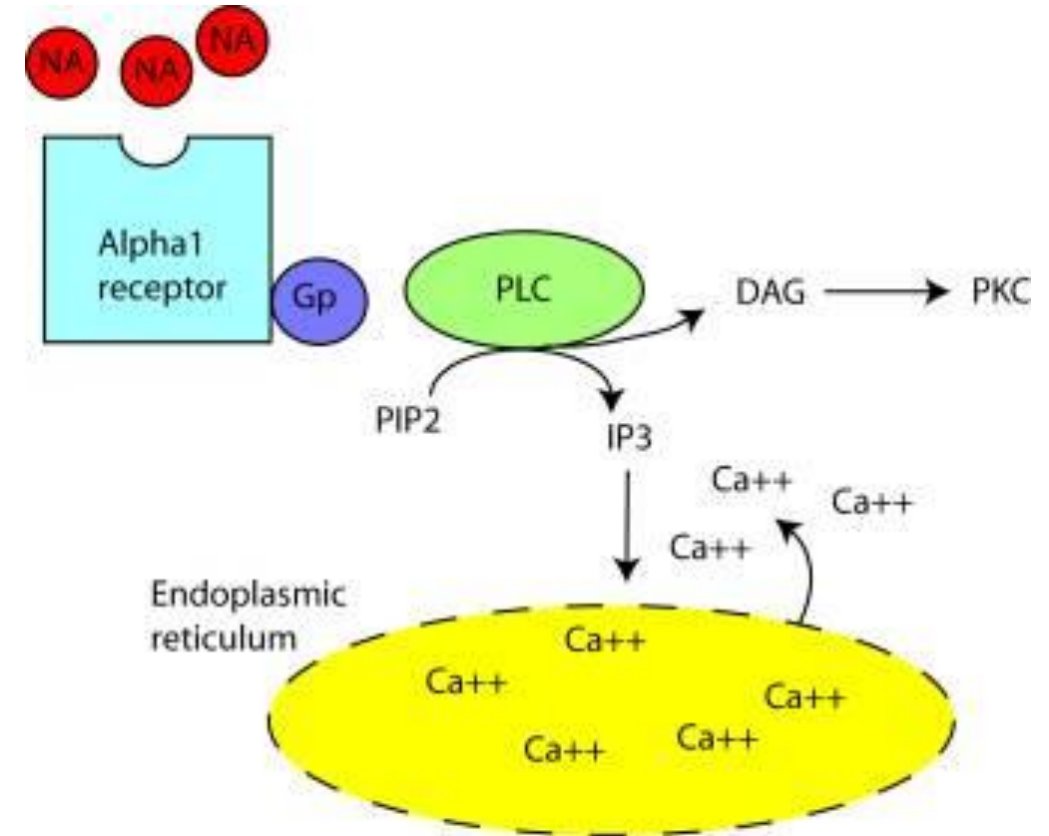 NA
NA
NA
Alpha1
receptor
Gp
PLC
DAG
PKC
PIP2
IP3
Ca++
Ca++
Ca++
Endoplasmic
reticulum
Ca++
Ca++
Ca++
Ca++
Ca++